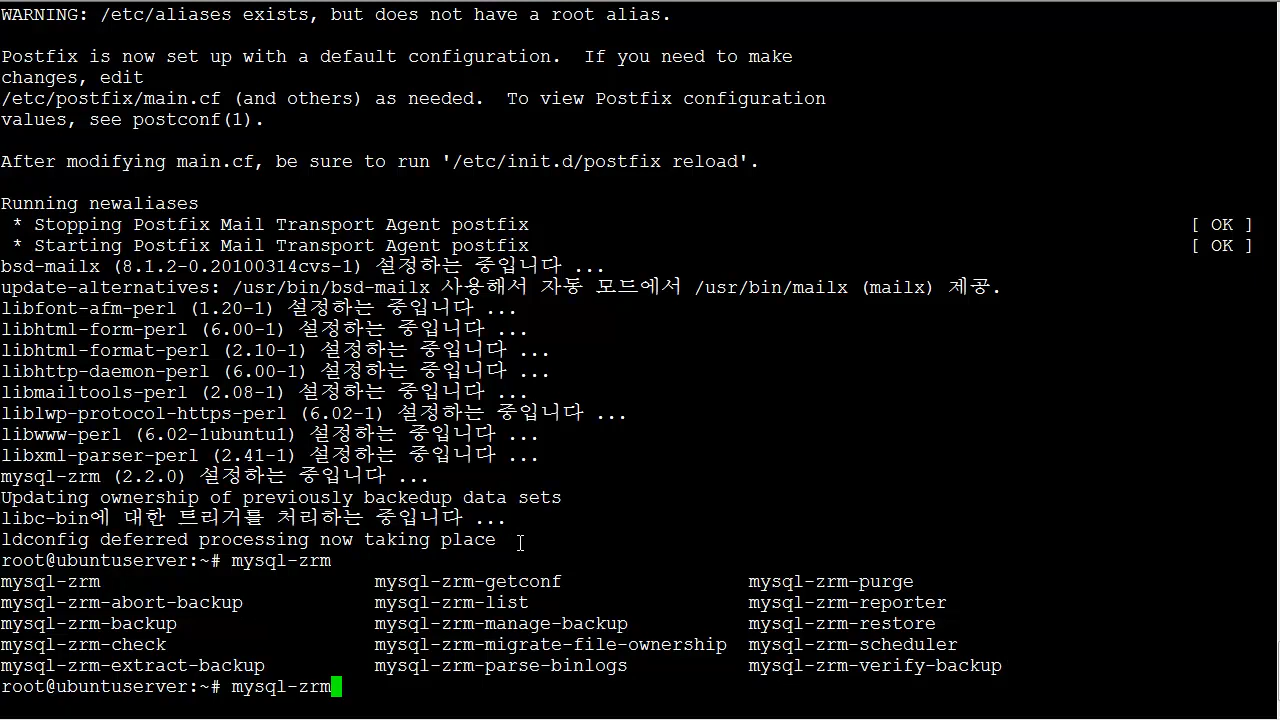 WARNING: /etc/aliases exists, but does not have a root alias.
Postfix is now set up with a default configuration.  If you need to make
changes, edit
/etc/postfix/main.cf (and others) as needed.  To view Postfix configuration
values, see postconf(1).
After modifying main.cf, be sure to run '/etc/init.d/postfix reload'.
Running newaliases
 * Stopping Postfix Mail Transport Agent postfix [ OK ]
 * Starting Postfix Mail Transport Agent postfix [ OK ]
bsd-mailx (8.1.2-0.20100314cvs-1) 설정하는 중입니다 ...
update-alternatives: /usr/bin/bsd-mailx 사용해서 자동 모드에서 /usr/bin/mailx (mailx) 제공.
libfont-afm-perl (1.20-1) 설정하는 중입니다 ...
libhtml-form-perl (6.00-1) 설정하는 중입니다 ...
libhtml-format-perl (2.10-1) 설정하는 중입니다 ...
libhttp-daemon-perl (6.00-1) 설정하는 중입니다 ...
libmailtools-perl (2.08-1) 설정하는 중입니다 ...
liblwp-protocol-https-perl (6.02-1) 설정하는 중입니다 ...
libwww-perl (6.02-1ubuntu1) 설정하는 중입니다 ...
libxml-parser-perl (2.41-1) 설정하는 중입니다 ...
mysql-zrm (2.2.0) 설정하는 중입니다 ...
Updating ownership of previously backedup data sets
libc-bin에 대한 트리거를 처리하는 중입니다 ...
ldconfig deferred processing now taking place
root@ubuntuserver:~# mysql-zrm
mysql-zrm mysql-zrm-getconf mysql-zrm-purge
mysql-zrm-abort-backup mysql-zrm-list mysql-zrm-reporter
mysql-zrm-backup mysql-zrm-manage-backup mysql-zrm-restore
mysql-zrm-check mysql-zrm-migrate-file-ownership mysql-zrm-scheduler
mysql-zrm-extract-backup mysql-zrm-parse-binlogs mysql-zrm-verify-backup
root@ubuntuserver:~# mysql-zrm